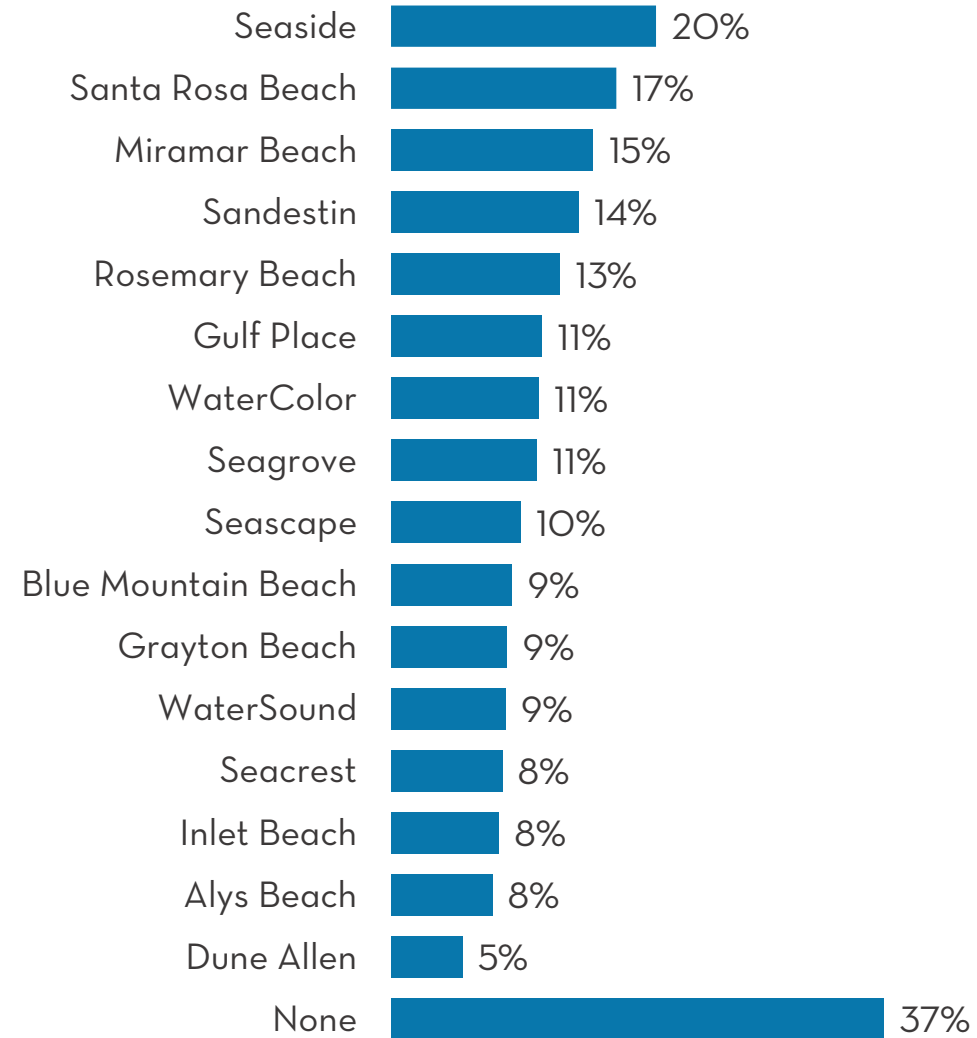 Seaside 20%
Santa Rosa Beach 17%
Miramar Beach 15%
Sandestin 14%
Rosemary Beach 13%
Gulf Place 11%
WaterColor 11%
Seagrove 11%
Seascape 10%
Blue Mountain Beach 9%
Grayton Beach 9%
WaterSound 9%
Seacrest 8%
Inlet Beach 8%
Alys Beach 8%
Dune Allen 5%
None 37%